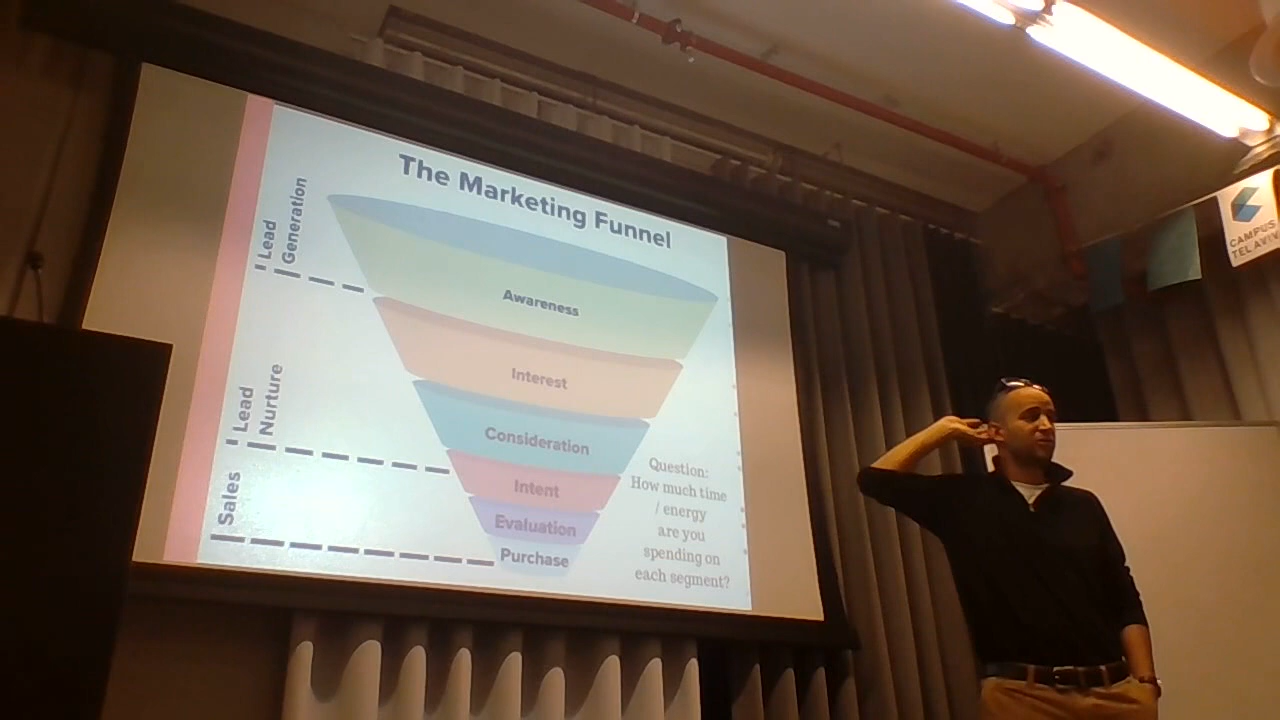 The Marketing Funnel
Lead
Generation
Awareness
Interest
Lead
Nurture
Consideration
Intent
Sales
Evaluation
Purchase
Question:
How much time
/ energy
are you
spending on
each segment?
CAMPUS
TEL AVIV